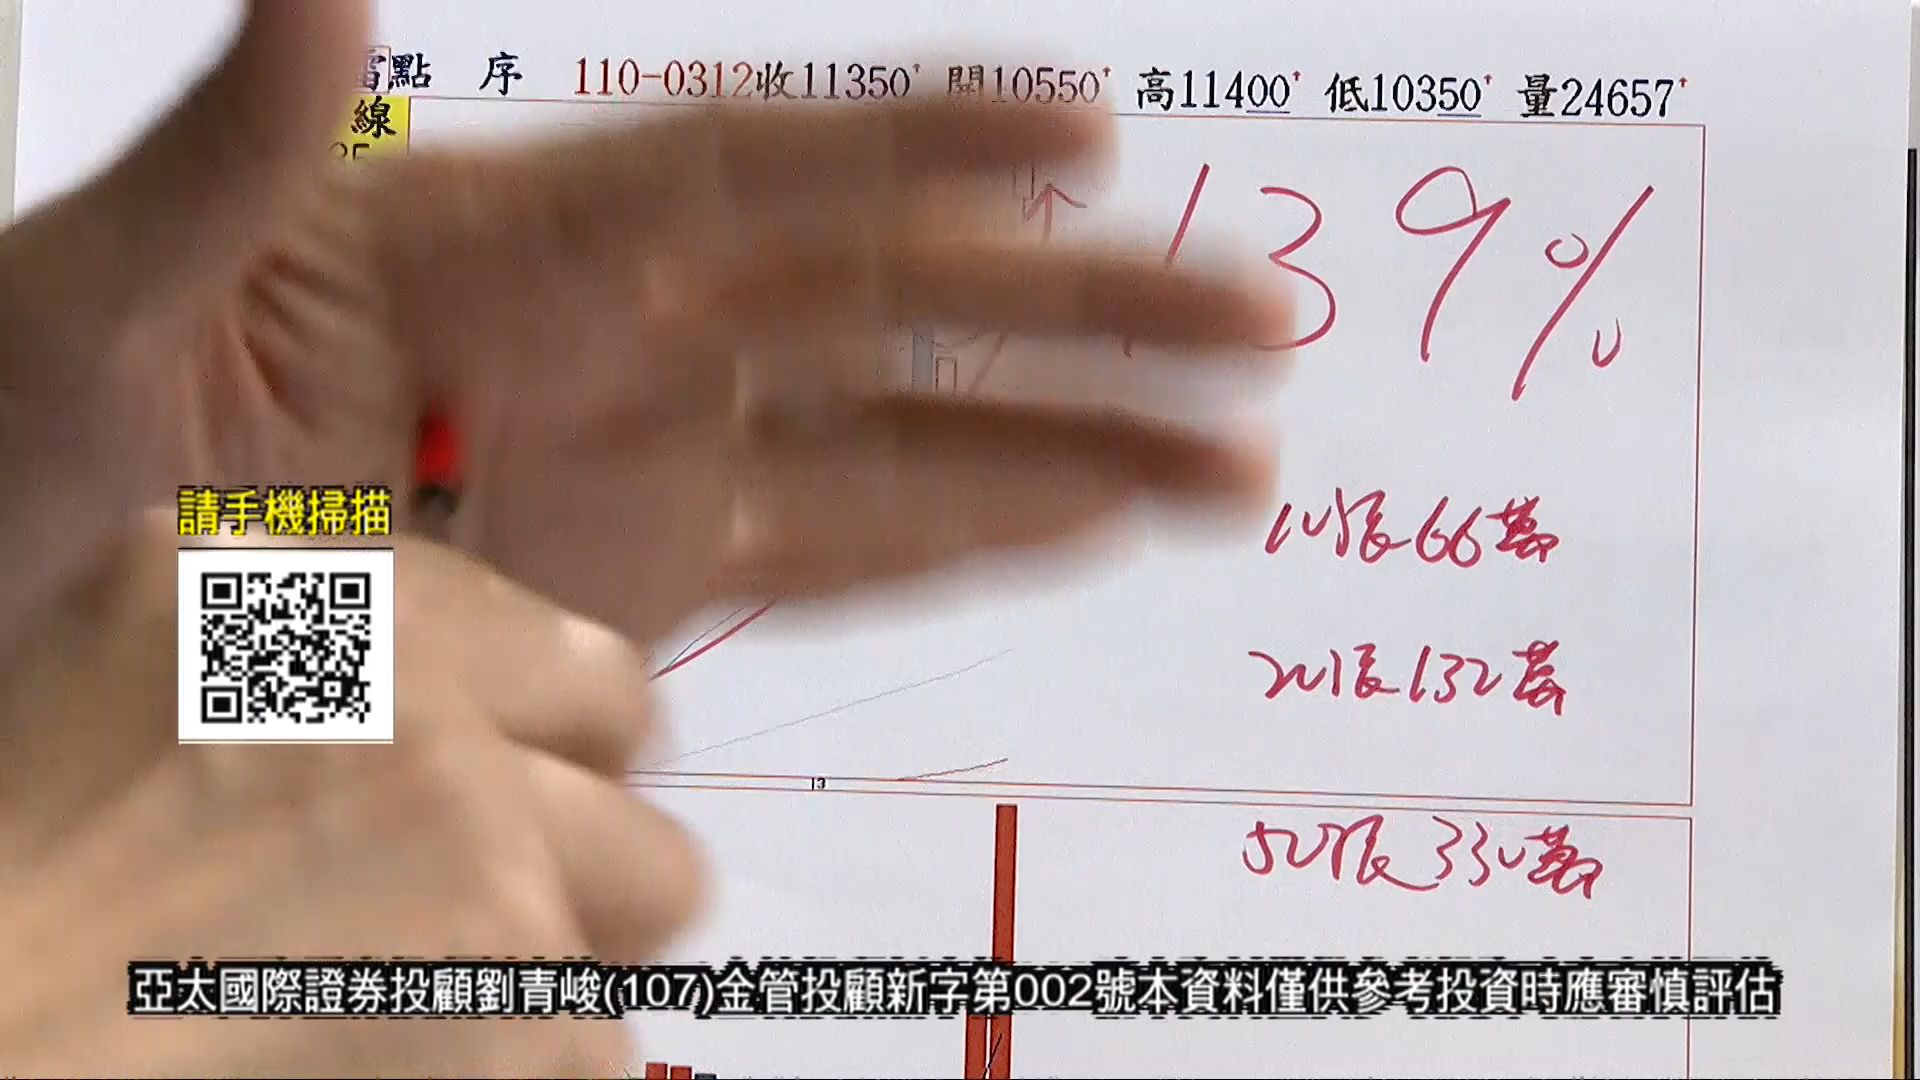 點 序 110-0312收11350 開10550 高11400 低10350 量24657
線
139%
10張66萬
20張132萬
50張330萬
請手機掃描
13
亞太國際證券投顧劉青峻(107)金管投顧新字第002號本資料僅供參考投資時應審慎評估